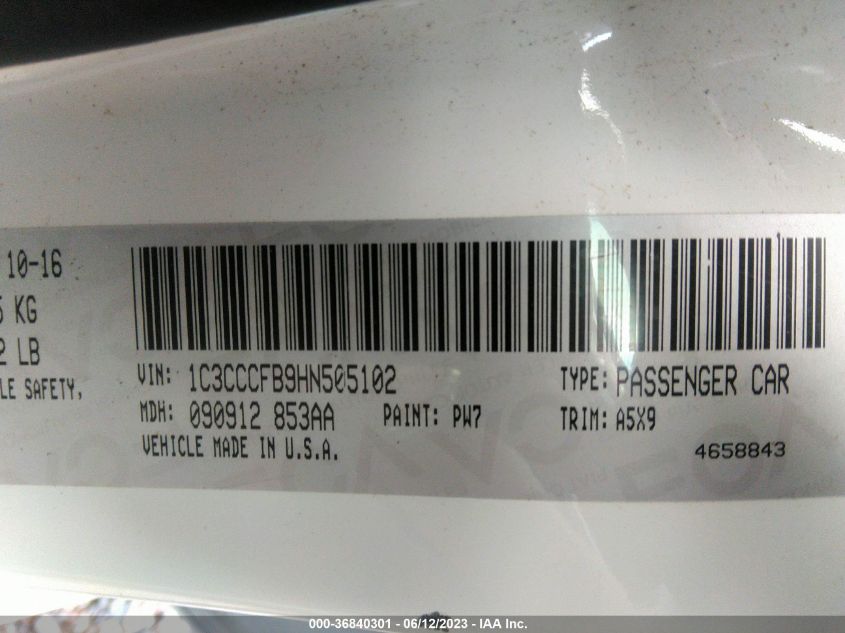 10-16
KG
LB
SAFETY,
VIN: 1C3CCCFB9HN505102 TYPE: PASSENGER CAR
MDH: 090912 853AA PAINT: PW7 TRIM: A5X9
VEHICLE MADE IN U.S.A. 4658843
000-36840301 - 06/12/2023 - IAA Inc.